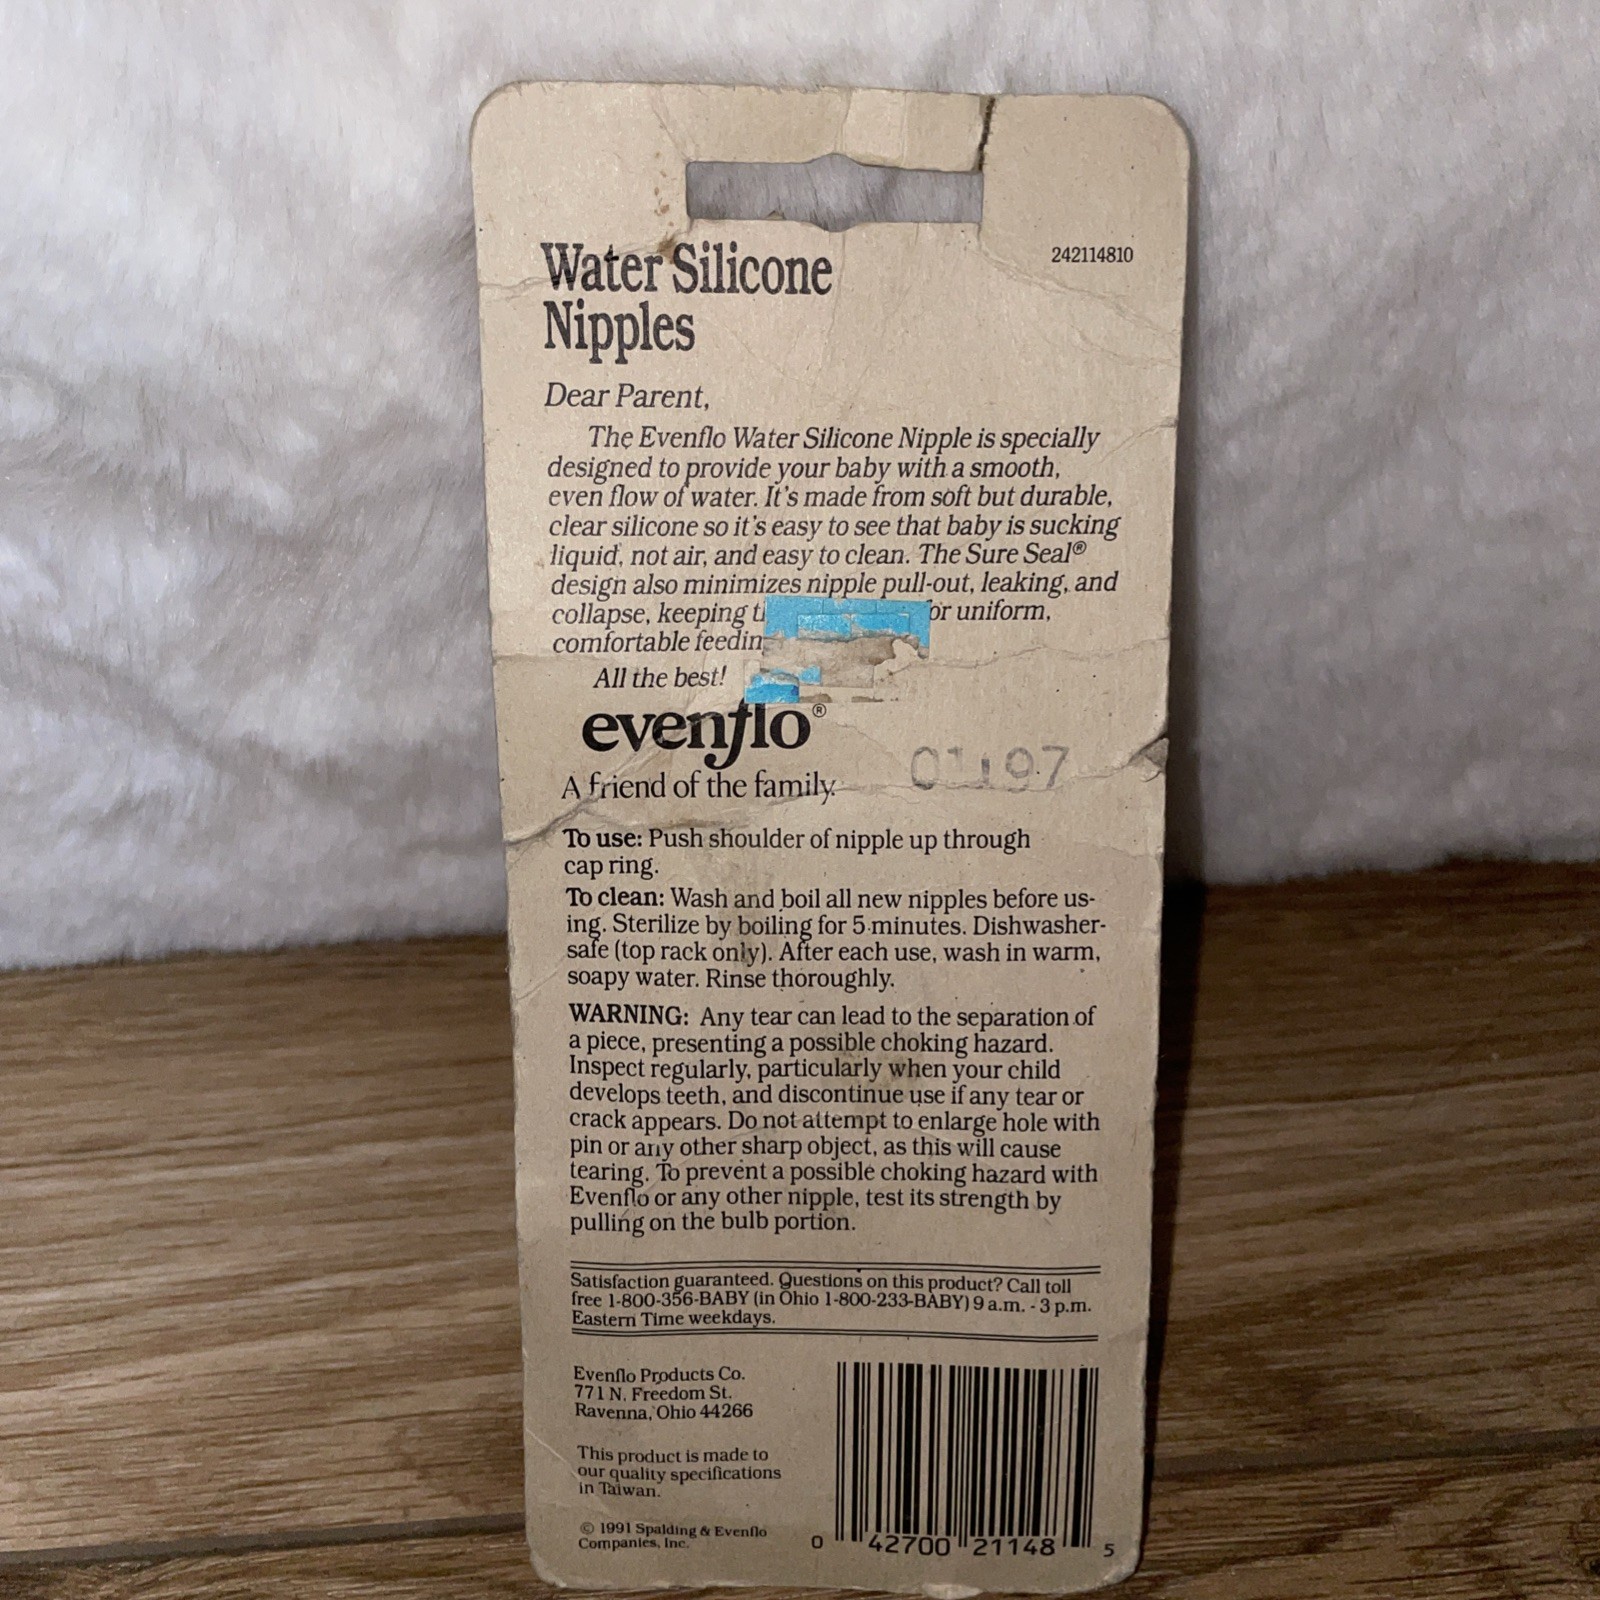 Water Silicone
Nipples
242114810
Dear Parent,
The Evenflo Water Silicone Nipple is specially
designed to provide your baby with a smooth,
even flow of water. It's made from soft but durable,
clear silicone so it's easy to see that baby is sucking
liquid, not air, and easy to clean. The Sure Seal®
design also minimizes nipple pull-out, leaking, and
collapse, keeping uniform,
comfortable
All the best!
evenflo®
A friend of the family.
01 97
To use: Push shoulder of nipple up through
cap ring.
To clean: Wash and boil all new nipples before us-
ing. Sterilize by boiling for 5 minutes. Dishwasher-
safe (top rack only). After each use, wash in warm,
soapy water. Rinse thoroughly.
WARNING: Any tear can lead to the separation of
a piece, presenting a possible choking hazard.
Inspect regularly, particularly when your child
develops teeth, and discontinue use if any tear or
crack appears. Do not attempt to enlarge hole with
pin or any other sharp object, as this will cause
tearing. To prevent a possible choking hazard with
Evenflo or any other nipple, test its strength by
pulling on the bulb portion.
Satisfaction guaranteed. Questions on this product? Call toll
free 1-800-356-BABY (in Ohio 1-800-233-BABY) 9 a.m. - 3 p.m.
Eastern Time weekdays.
Evenflo Products Co.
771 N. Freedom St.
Ravenna, Ohio 44266
This product is made to
our quality specifications
in Taiwan.
© 1991 Spalding & Evenflo
Companies, Inc.
0 42700 21148 5